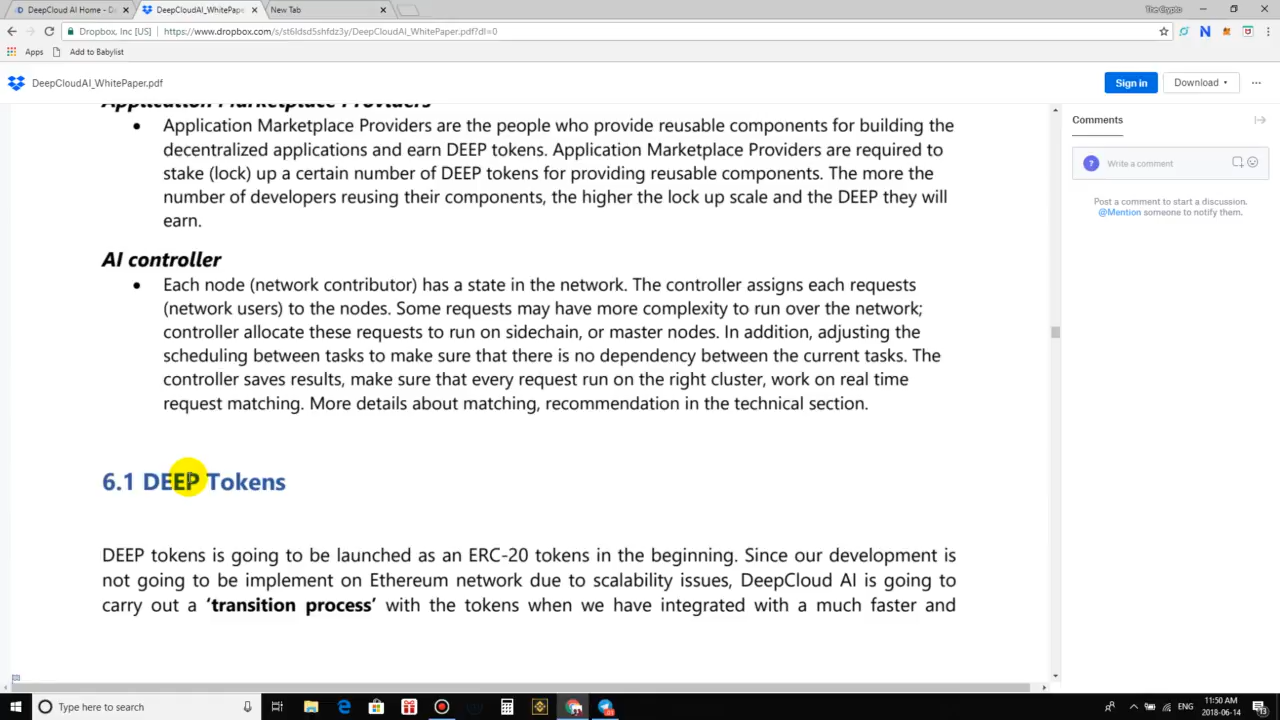 DeepCloud AI Home - De
DeepCloudAI_WhitePape
New Tab
The Crypto
Dropbox, Inc [US]
https://www.dropbox.com/s/st6ldsd5shfdz3y/DeepCloudAI_WhitePaper.pdf?dl=0
Apps
Add to Babylist
DeepCloudAI_WhitePaper.pdf
Sign in
Download
Application Marketplace Providers
• Application Marketplace Providers are the people who provide reusable components for building the
decentralized applications and earn DEEP tokens. Application Marketplace Providers are required to
stake (lock) up a certain number of DEEP tokens for providing reusable components. The more the
number of developers reusing their components, the higher the lock up scale and the DEEP they will
earn.
AI controller
• Each node (network contributor) has a state in the network. The controller assigns each requests
(network users) to the nodes. Some requests may have more complexity to run over the network;
controller allocate these requests to run on sidechain, or master nodes. In addition, adjusting the
scheduling between tasks to make sure that there is no dependency between the current tasks. The
controller saves results, make sure that every request run on the right cluster, work on real time
request matching. More details about matching, recommendation in the technical section.
6.1 DEEP Tokens
DEEP tokens is going to be launched as an ERC-20 tokens in the beginning. Since our development is
not going to be implement on Ethereum network due to scalability issues, DeepCloud AI is going to
carry out a ‘transition process’ with the tokens when we have integrated with a much faster and
Comments
? Write a comment
Post a comment to start a discussion.
@Mention someone to notify them.
Type here to search
11:50 AM
2018-06-14